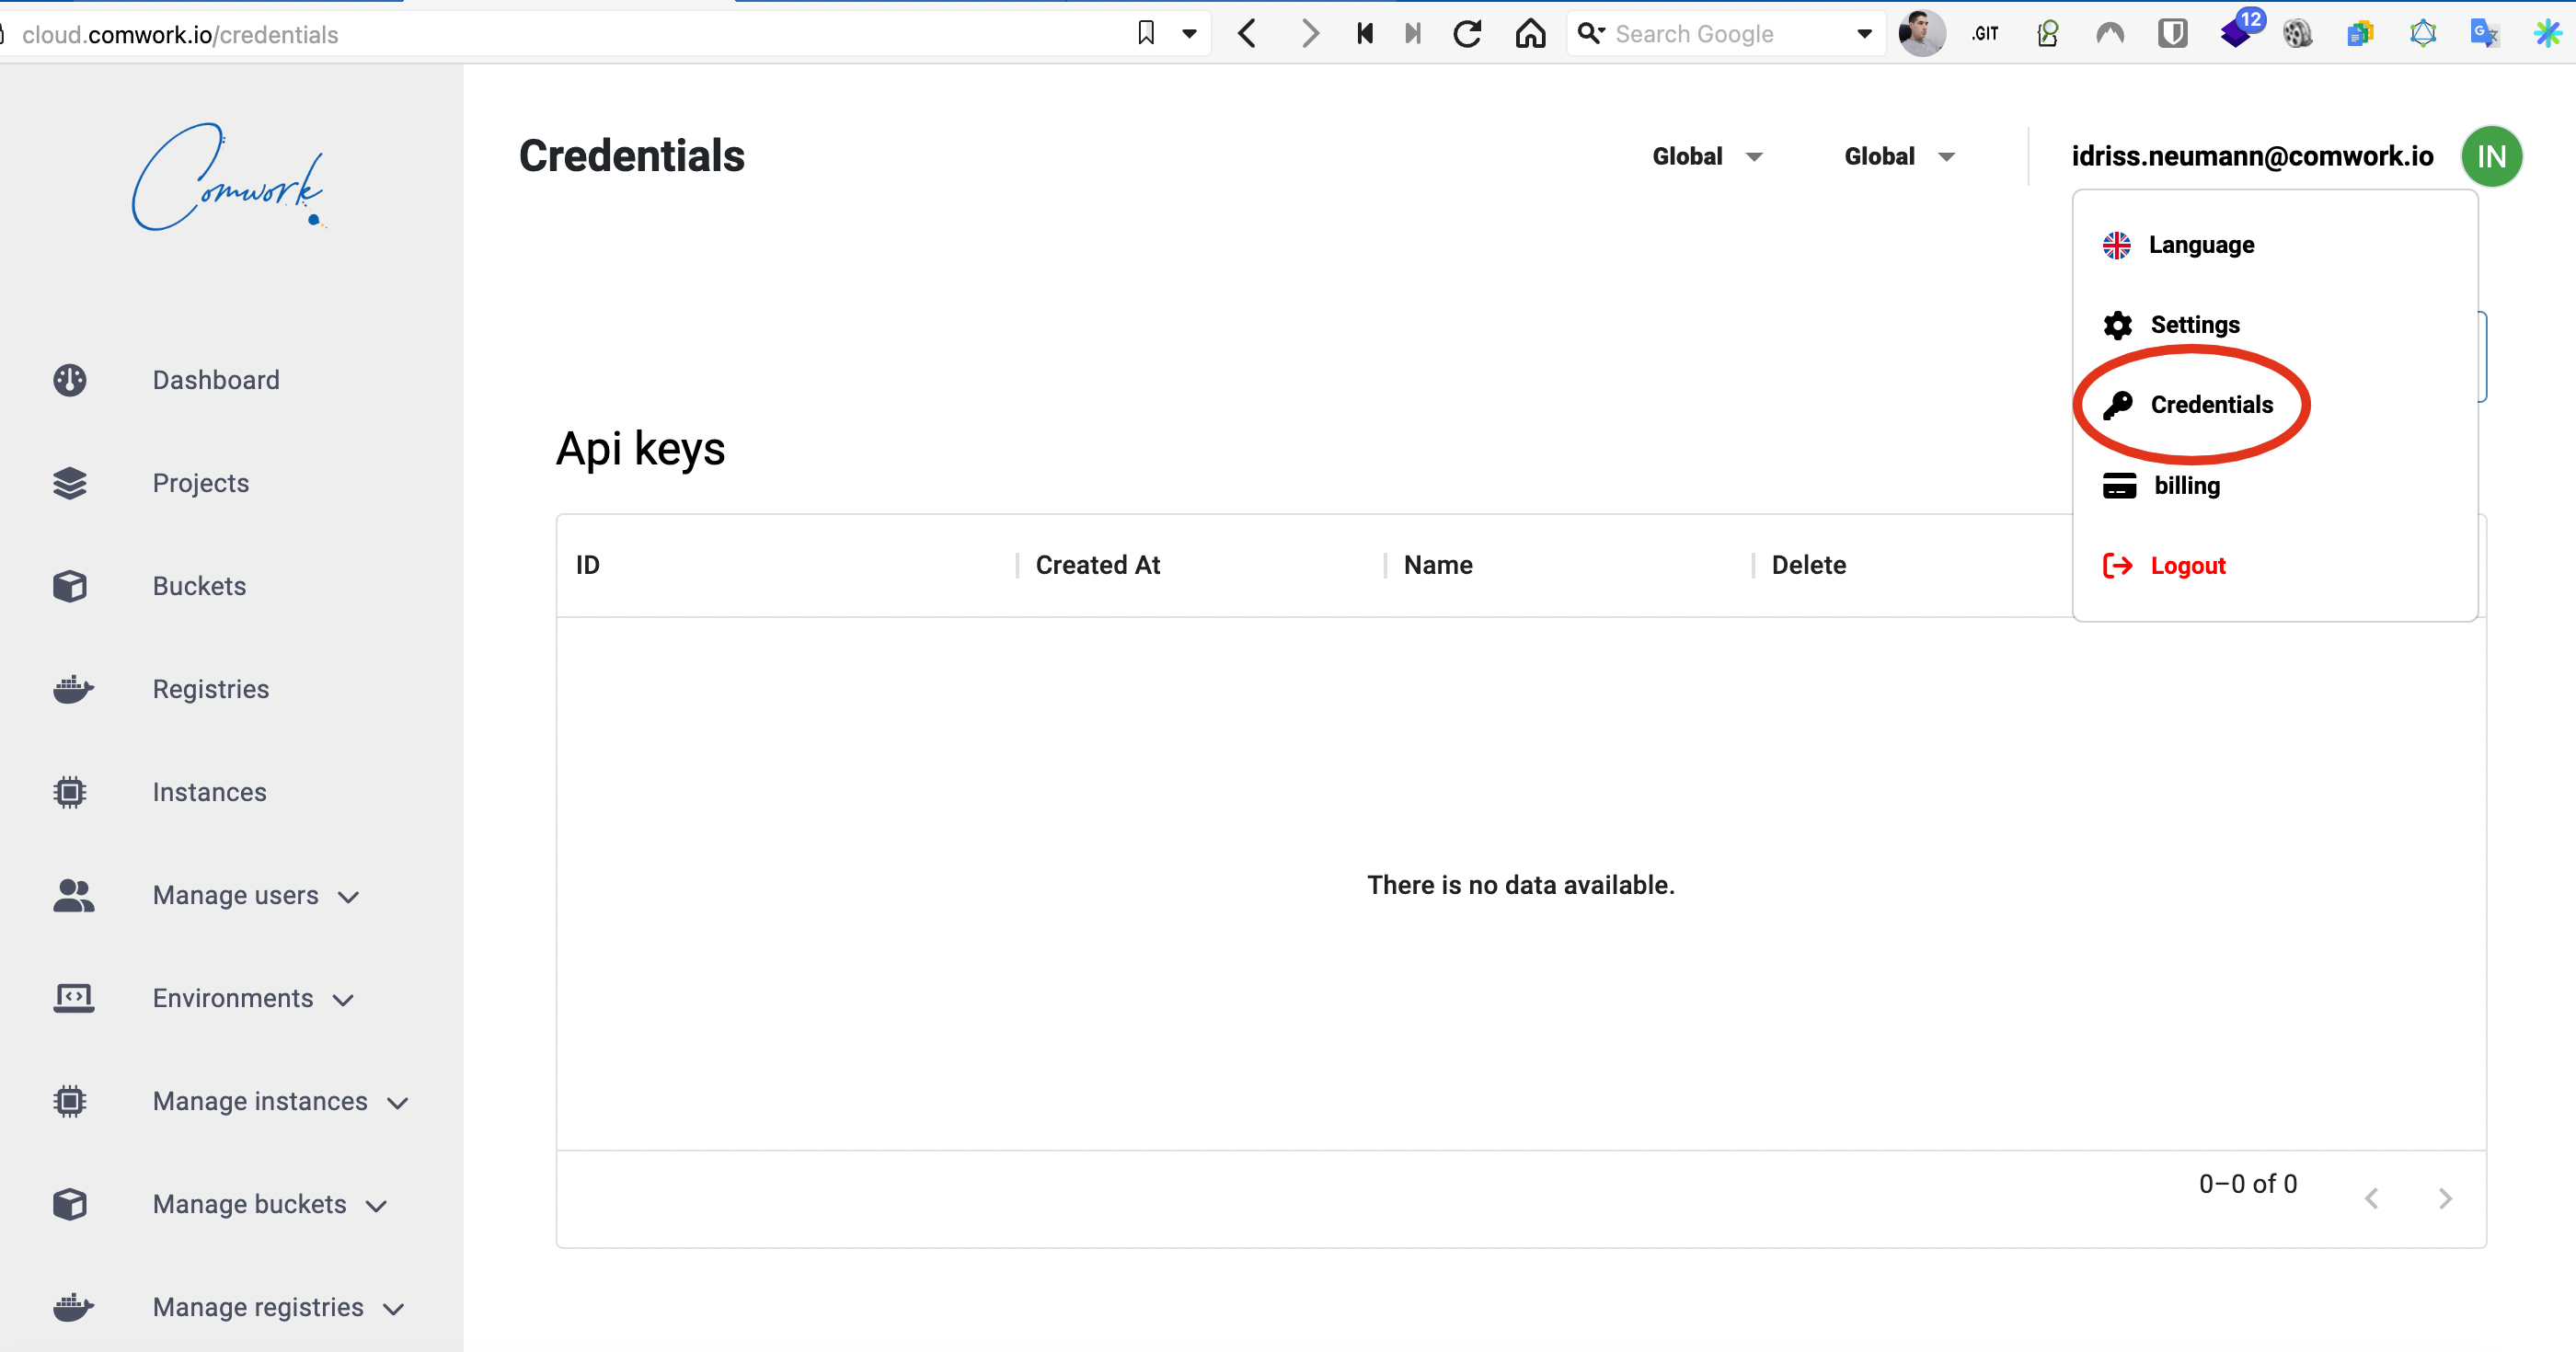 cloud.comwork.io/credentials
Search Google
.GIT
12
Comwork
Credentials
Global
Global
idriss.neumann@comwork.io
IN
Language
Settings
Credentials
billing
Logout
Dashboard
Projects
Buckets
Registries
Instances
Manage users
Environments
Manage instances
Manage buckets
Manage registries
Api keys
ID Created At Name Delete
There is no data available.
0–0 of 0